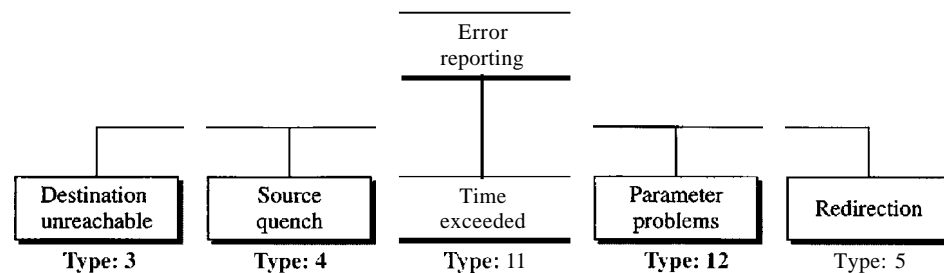 Error
reporting
Destination
unreachable
Source
quench
Time
exceeded
Parameter
problems
Redirection
Type: 3
Type: 4
Type: 11
Type: 12
Type: 5